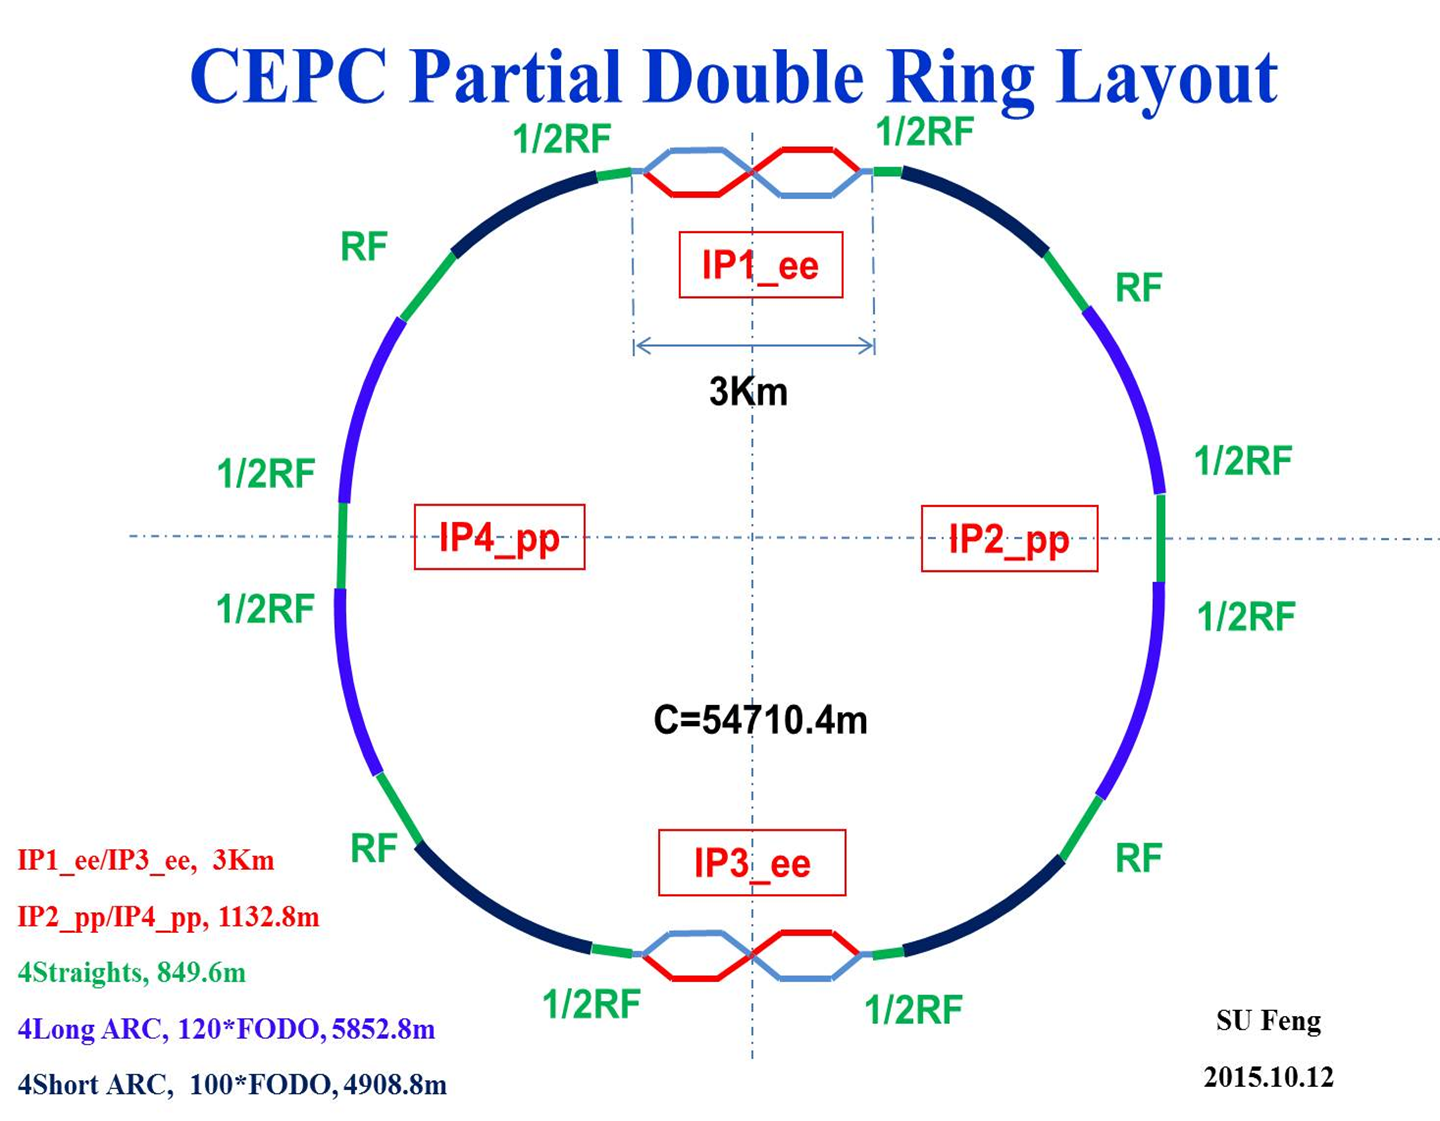 CEPC Partial Double Ring Layout
1/2RF
1/2RF
RF
IP1_ee
RF
3Km
1/2RF
1/2RF
IP4_pp
IP2_pp
1/2RF
1/2RF
C=54710.4m
RF
IP3_ee
RF
IP1_ee/IP3_ee, 3Km
IP2_pp/IP4_pp, 1132.8m
4Straights, 849.6m
4Long ARC, 120*FODO, 5852.8m
4Short ARC, 100*FODO, 4908.8m
1/2RF
1/2RF
SU Feng
2015.10.12